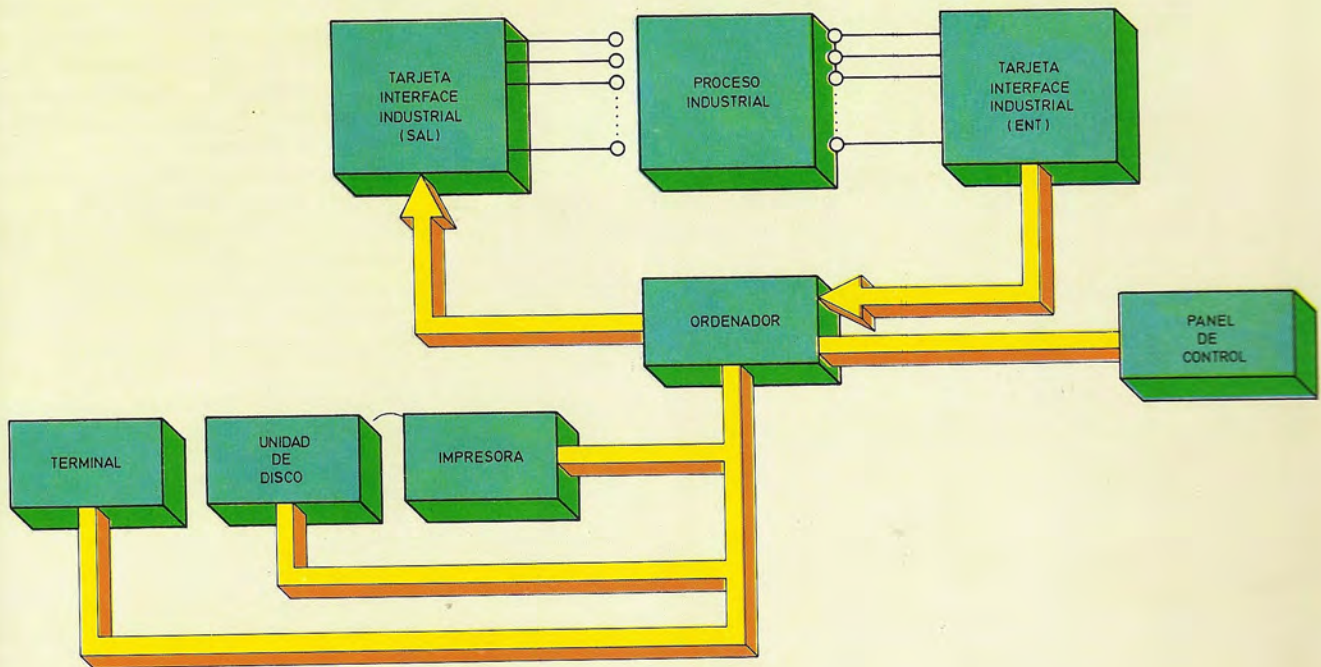 TARJETA
INTERFACE
INDUSTRIAL
(SAL)
PROCESO
INDUSTRIAL
TARJETA
INTERFACE
INDUSTRIAL
(ENT)
ORDENADOR
PANEL
DE
CONTROL
TERMINAL
UNIDAD
DE
DISCO
IMPRESORA